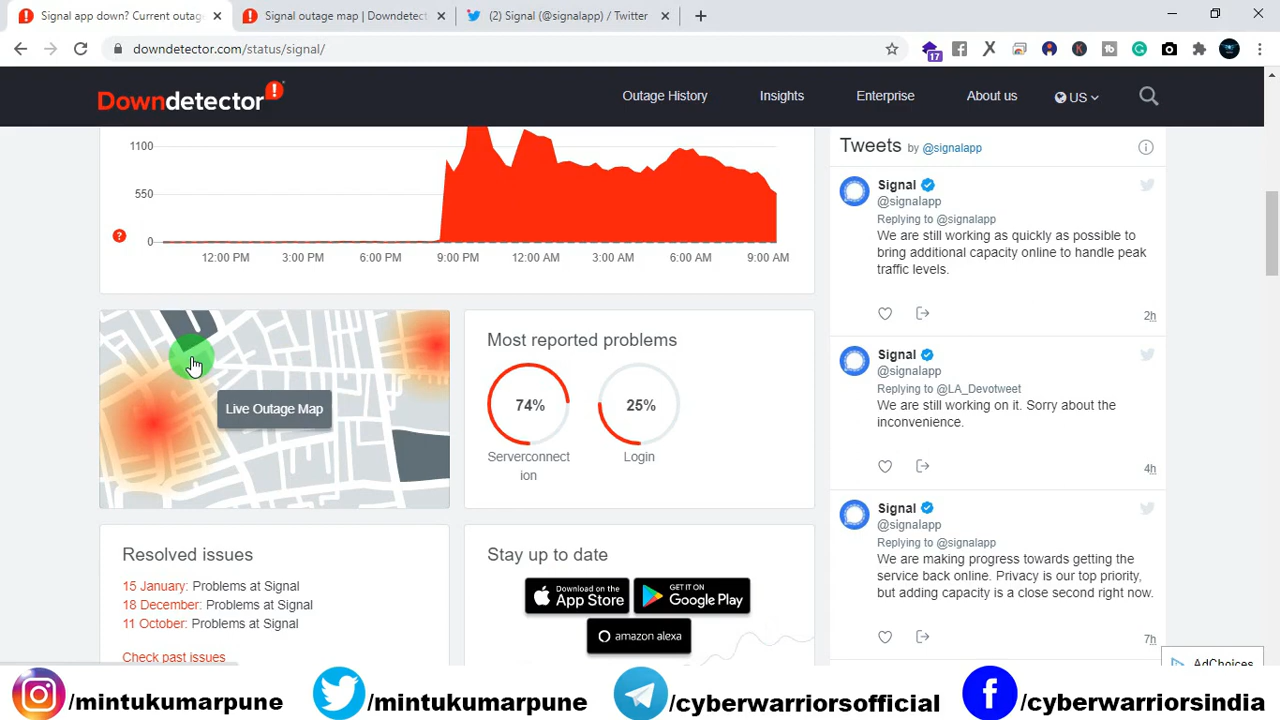 Signal app down? Current outag
Signal outage map | Downdetect
(2) Signal (@signalapp) / Twitter
downdetector.com/status/signal/
17
Downdetector
Outage History
Insights
Enterprise
About us
US
1100
550
0
12:00 PM
3:00 PM
6:00 PM
9:00 PM
12:00 AM
3:00 AM
6:00 AM
9:00 AM
Live Outage Map
Most reported problems
74%
25%
Serverconnect
ion
Login
Resolved issues
15 January: Problems at Signal
18 December: Problems at Signal
11 October: Problems at Signal
Check past issues
Stay up to date
Download on the
App Store
GET IT ON
Google Play
amazon alexa
Tweets by @signalapp
Signal
@signalapp
Replying to @signalapp
We are still working as quickly as possible to
bring additional capacity online to handle peak
traffic levels.
2h
Signal
@signalapp
Replying to @LA_Devotweet
We are still working on it. Sorry about the
inconvenience.
4h
Signal
@signalapp
Replying to @signalapp
We are making progress towards getting the
service back online. Privacy is our top priority,
but adding capacity is a close second right now.
7h
AdChoices
/mintukumarpune
/mintukumarpune
/cyberwarriorsofficial
/cyberwarriorsindia